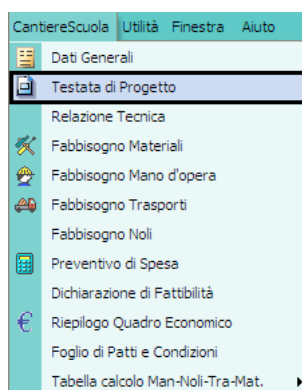 CantiereScuola Utilità Finestra Aiuto
Dati Generali
Testata di Progetto
Relazione Tecnica
Fabbisogno Materiali
Fabbisogno Mano d'opera
Fabbisogno Trasporti
Fabbisogno Noli
Preventivo di Spesa
Dichiarazione di Fattibilità
Riepilogo Quadro Economico
Foglio di Patti e Condizioni
Tabella calcolo Man-Noli-Tra-Mat.